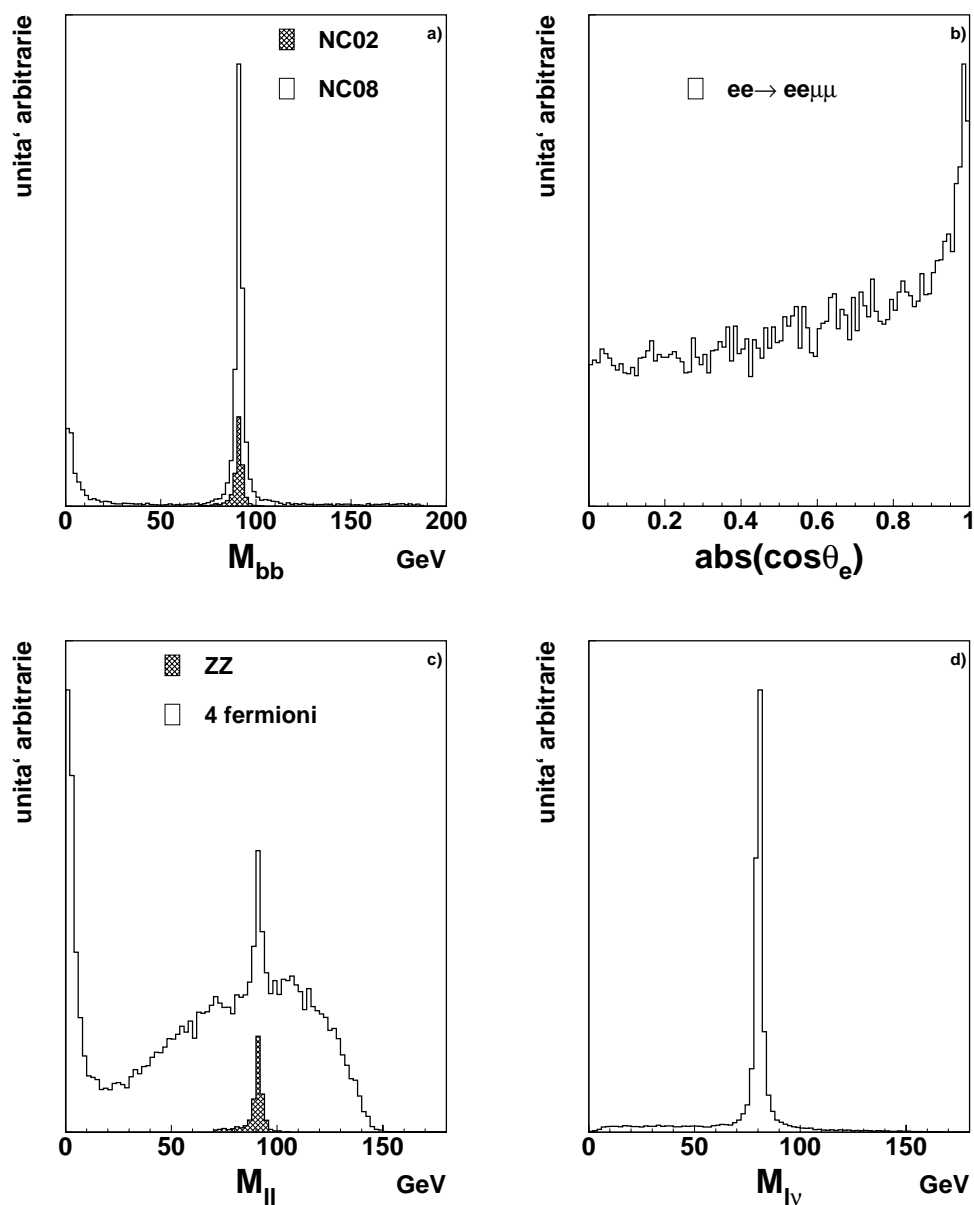 a)
NC02
NC08
unita‘ arbitrarie
0 50 100 150 200
M_bb GeV
b)
ee→ eeμμ
unita‘ arbitrarie
0 0.2 0.4 0.6 0.8 1
abs(cosθ_e)
c)
ZZ
4 fermioni
unita‘ arbitrarie
0 50 100 150
M_ll GeV
d)
unita‘ arbitrarie
0 50 100 150
M_lν GeV